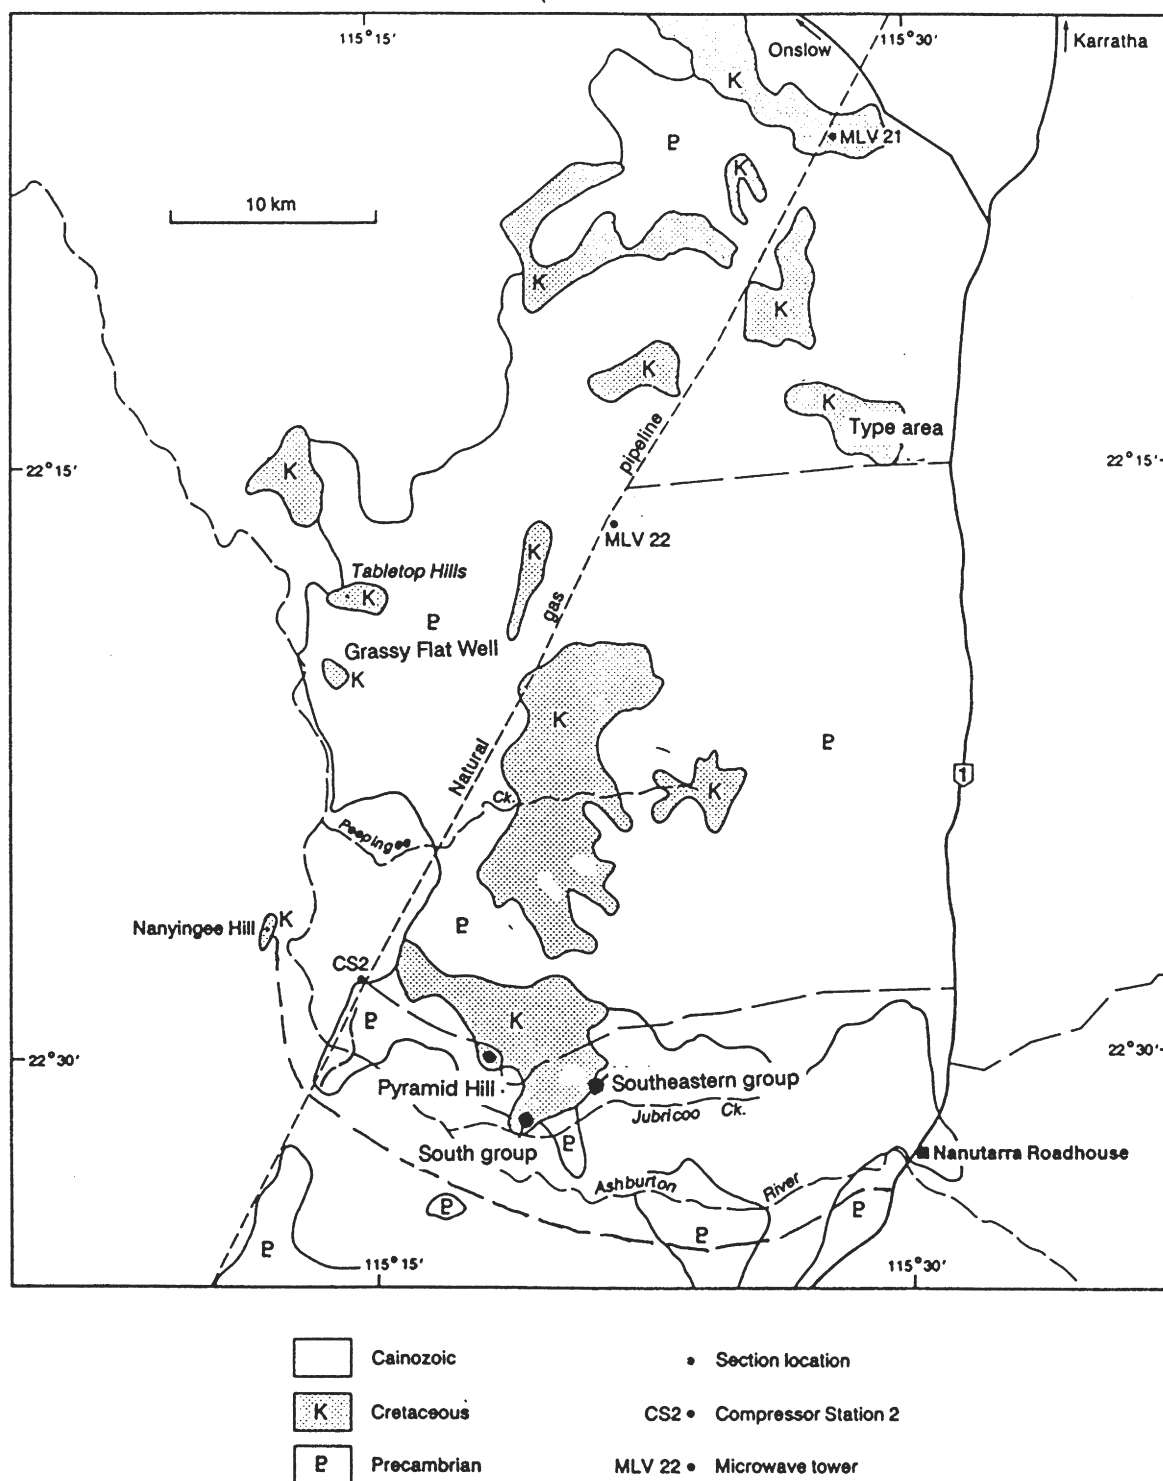 115°15'
115°30'
Onslow
Karratha
K
MLV 21
P
K
10 km
K
K
K
K
Type area
pipeline
22°15'
22°15'
K
MLV 22
K
Tabletop Hills
K
gas
P
Grassy Flat Well
K
K
Natural
P
1
K
Ck.
Peepingee
Nanyingee Hill
K
P
CS2
P
K
22°30'
22°30'
Pyramid Hill
Southeastern group
Jubricoo Ck.
South group
P
Nanutarra Roadhouse
Ashburton River
P
P
P
P
115°15'
115°30'
Cainozoic
Section location
K
Cretaceous
CS2
Compressor Station 2
P
Precambrian
MLV 22
Microwave tower